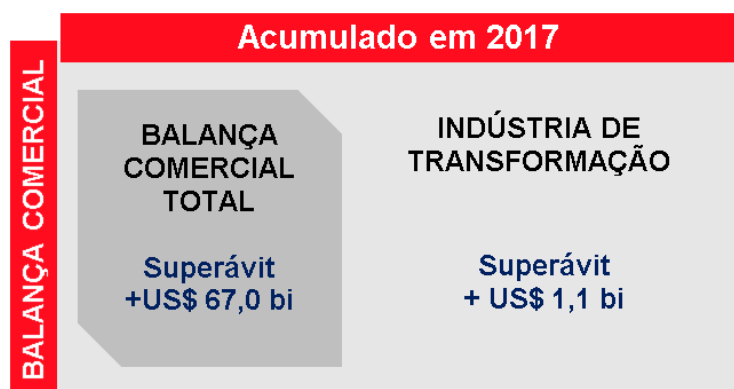 Acumulado em 2017
BALANÇA COMERCIAL
BALANÇA
COMERCIAL
TOTAL
Superávit
+US$ 67,0 bi
INDÚSTRIA DE
TRANSFORMAÇÃO
Superávit
+ US$ 1,1 bi